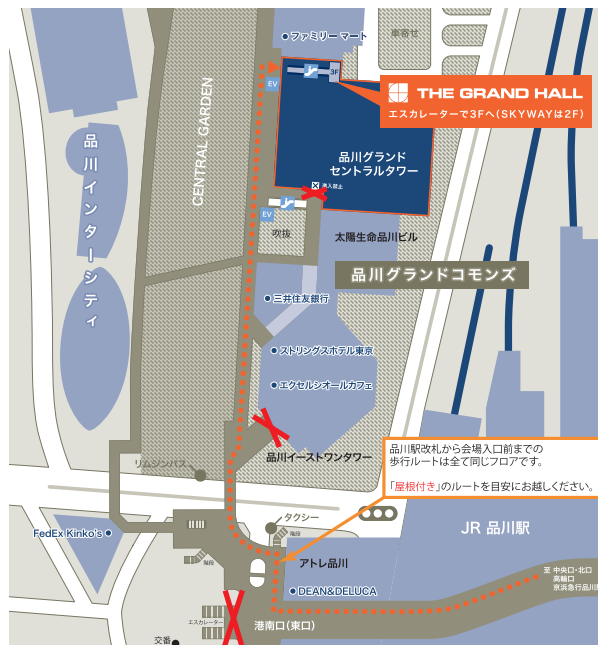 ファミリー マート
車寄せ
3F
EV
THE GRAND HALL
エスカレーターで3Fへ(SKYWAYは2F)
CENTRAL GARDEN
品川インターシティ
品川グランド
セントラルタワー
進入禁止
EV
吹抜
太陽生命品川ビル
品川グランドコモンズ
三井住友銀行
ストリングスホテル東京
エクセルシオールカフェ
品川イーストワンタワー
品川駅改札から会場入口前までの
歩行ルートは全て同じフロアです。
「屋根付き」のルートを目安にお越しください。
リムジンバス
タクシー
階段
FedEx Kinko's
階段
アトレ品川
JR 品川駅
DEAN&DELUCA
至 中央口・北口
高輪口
京浜急行品川
エスカレーター
港南口(東口)
交番